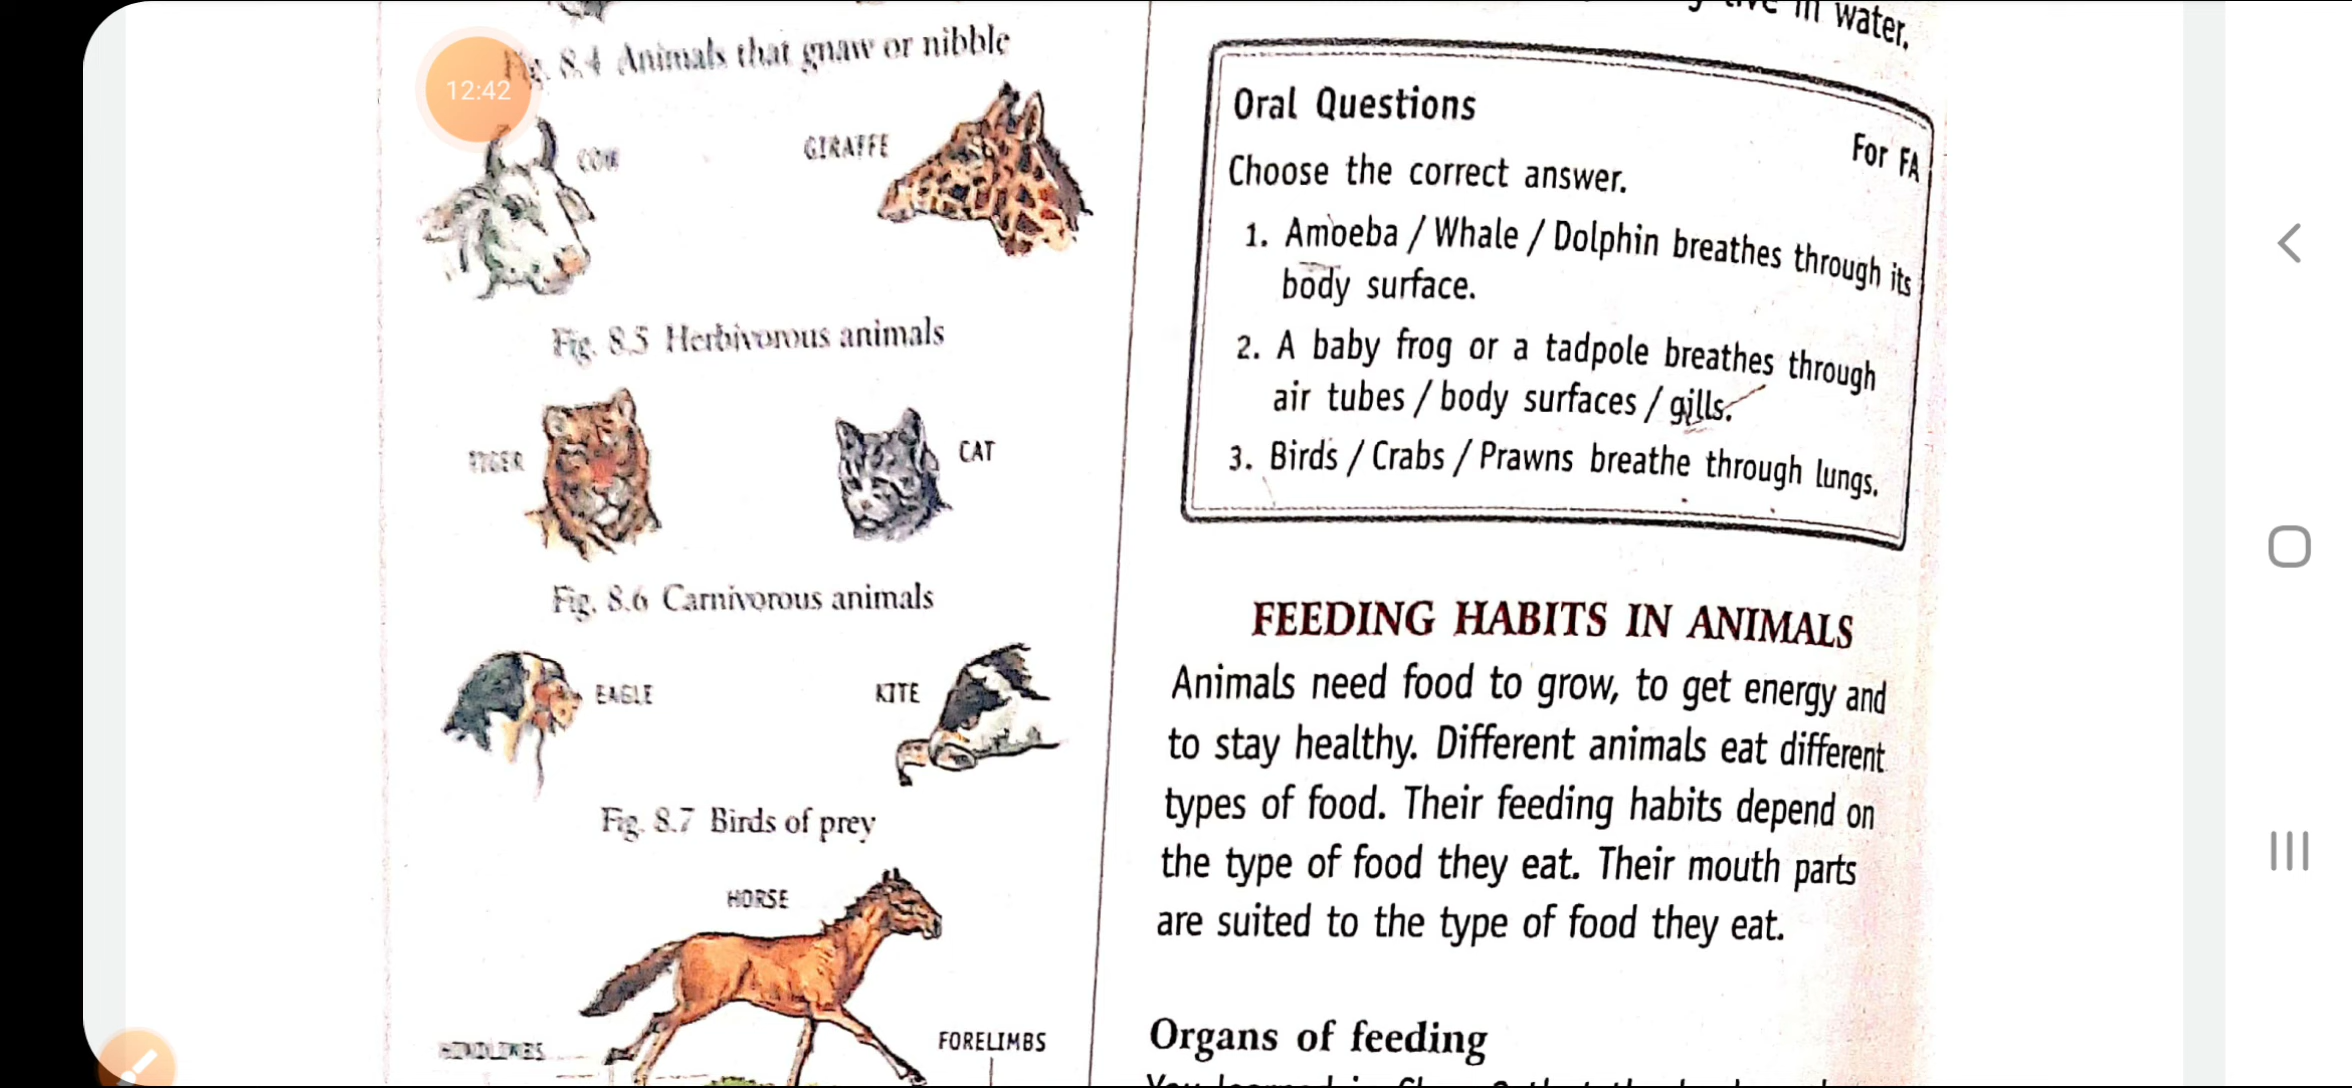 Fig. 8.4 Animals that gnaw or nibble
12:42
COW
GIRAFFE
Fig. 8.5 Herbivorous animals
TIGER
CAT
Fig. 8.6 Carnivorous animals
EAGLE
KITE
Fig. 8.7 Birds of prey
HORSE
HINDLIMBS
FORELIMBS
live in water.
Oral Questions
For FA
Choose the correct answer.
1. Amoeba / Whale / Dolphin breathes through its
body surface.
2. A baby frog or a tadpole breathes through
air tubes / body surfaces / gills.
3. Birds / Crabs / Prawns breathe through lungs.
FEEDING HABITS IN ANIMALS
Animals need food to grow, to get energy and
to stay healthy. Different animals eat different
types of food. Their feeding habits depend on
the type of food they eat. Their mouth parts
are suited to the type of food they eat.
Organs of feeding